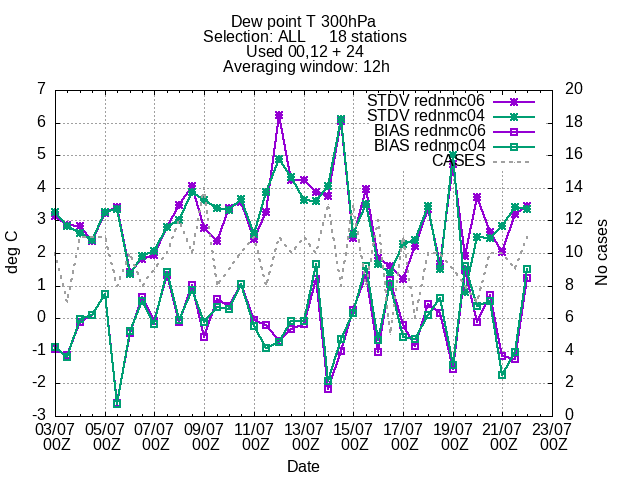 Dew point T 300hPa
Selection: ALL     18 stations
Used 00,12 + 24
Averaging window: 12h
STDV rednmc06
STDV rednmc04
BIAS rednmc06
BIAS rednmc04
CASES
7
6
5
4
3
2
1
0
-1
-2
-3
deg C
20
18
16
14
12
10
8
6
4
2
0
No cases
03/07 05/07 07/07 09/07 11/07 13/07 15/07 17/07 19/07 21/07 23/07
00Z 00Z 00Z 00Z 00Z 00Z 00Z 00Z 00Z 00Z 00Z
Date